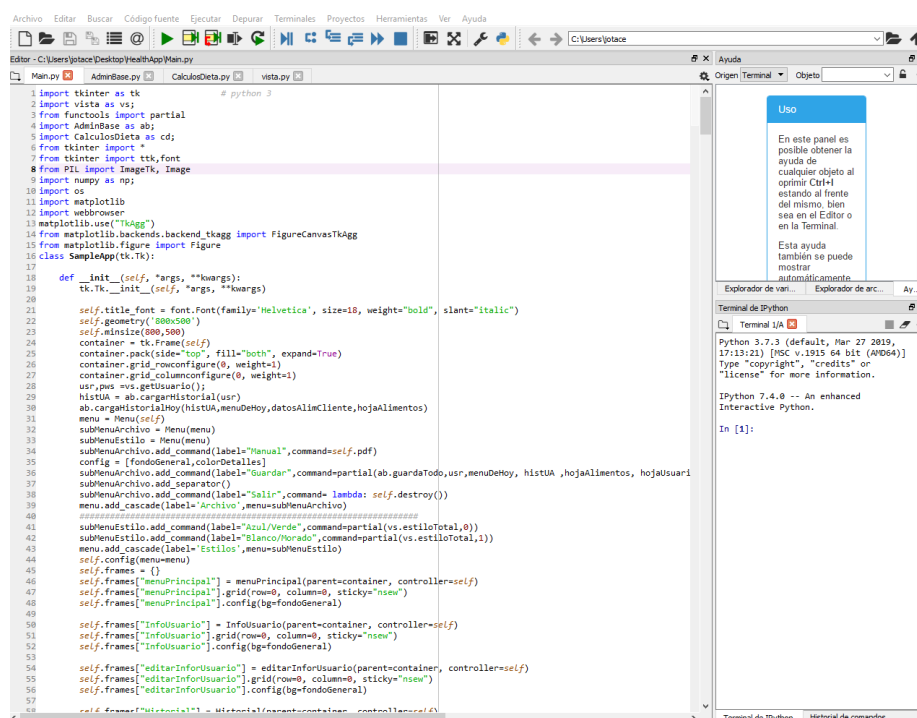 Archivo Editar Buscar Código fuente Ejecutar Depurar Terminales Proyectos Herramientas Ver Ayuda
C:\Users\jotace
Editor - C:\Users\jotace\Desktop\HealthApp\Main.py
Main.py AdminBase.py CalculosDieta.py vista.py
1 import tkinter as tk # python 3
2 import vista as vs;
3 from functools import partial
4 import AdminBase as ab;
5 import CalculosDieta as cd;
6 from tkinter import *
7 from tkinter import ttk,font
8 from PIL import ImageTk, Image
9 import numpy as np;
10 import os
11 import matplotlib
12 import webbrowser
13 matplotlib.use("TkAgg")
14 from matplotlib.backends.backend_tkagg import FigureCanvasTkAgg
15 from matplotlib.figure import Figure
16 class SampleApp(tk.Tk):
17
18 def __init__(self, *args, **kwargs):
19 tk.Tk.__init__(self, *args, **kwargs)
20
21 self.title_font = font.Font(family='Helvetica', size=18, weight="bold", slant="italic")
22 self.geometry('800x500')
23 self.minsize(800,500)
24 container = tk.Frame(self)
25 container.pack(side="top", fill="both", expand=True)
26 container.grid_rowconfigure(0, weight=1)
27 container.grid_columnconfigure(0, weight=1)
28 usr,pws =vs.getUsuario();
29 histUA = ab.cargarHistorial(usr)
30 ab.cargaHistorialHoy(histUA,menuDeHoy,datosAlimCliente,hojaAlimentos)
31 menu = Menu(self)
32 subMenuArchivo = Menu(menu)
33 subMenuEstilo = Menu(menu)
34 subMenuArchivo.add_command(label="Manual",command=self.pdf)
35 config = [fondoGeneral,colorDetalles]
36 subMenuArchivo.add_command(label="Guardar",command=partial(ab.guardaTodo,usr,menuDeHoy, histUA ,hojaAlimentos, hojaUsuari
37 subMenuArchivo.add_separator()
38 subMenuArchivo.add_command(label="Salir",command= lambda: self.destroy())
39 menu.add_cascade(label='Archivo',menu=subMenuArchivo)
40
41 subMenuEstilo.add_command(label="Azul/Verde",command=partial(vs.estiloTotal,0))
42 subMenuEstilo.add_command(label="Blanco/Morado",command=partial(vs.estiloTotal,1))
43 menu.add_cascade(label='Estilos',menu=subMenuEstilo)
44 self.config(menu=menu)
45 self.frames = {}
46 self.frames["menuPrincipal"] = menuPrincipal(parent=container, controller=self)
47 self.frames["menuPrincipal"].grid(row=0, column=0, sticky="nsew")
48 self.frames["menuPrincipal"].config(bg=fondoGeneral)
49
50 self.frames["InfoUsuario"] = InfoUsuario(parent=container, controller=self)
51 self.frames["InfoUsuario"].grid(row=0, column=0, sticky="nsew")
52 self.frames["InfoUsuario"].config(bg=fondoGeneral)
53
54 self.frames["editarInforUsuario"] = editarInforUsuario(parent=container, controller=self)
55 self.frames["editarInforUsuario"].grid(row=0, column=0, sticky="nsew")
56 self.frames["editarInforUsuario"].config(bg=fondoGeneral)
57
58 self.frames["Historial"] = Historial(parent=container, controller=self)
Ayuda
Origen Terminal Objeto
Uso
En este panel es
posible obtener la
ayuda de
cualquier objeto al
oprimir Ctrl+I
estando al frente
del mismo, bien
sea en el Editor o
en la Terminal.
Esta ayuda
también se puede
mostrar
automáticamente
Explorador de vari... Explorador de arc... Ay...
Terminal de IPython
Terminal 1/A
Python 3.7.3 (default, Mar 27 2019,
17:13:21) [MSC v.1915 64 bit (AMD64)]
Type "copyright", "credits" or
"license" for more information.
IPython 7.4.0 -- An enhanced
Interactive Python.
In [1]:
Terminal de IPython Historial de comandos